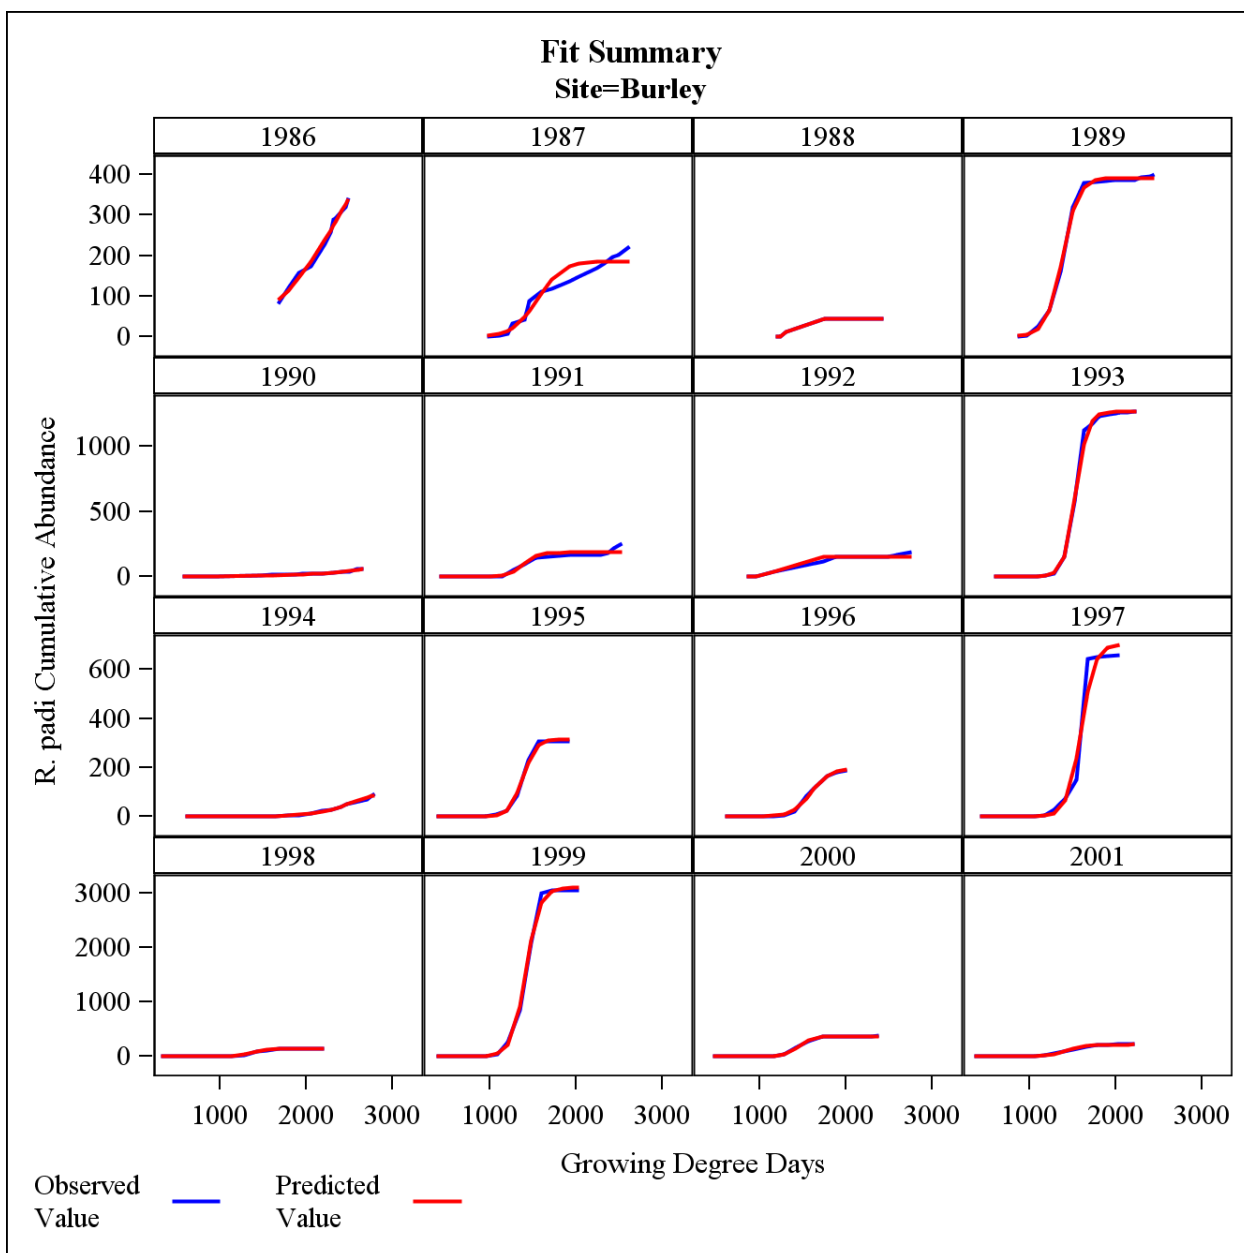 Fit Summary
Site=Burley
1986 1987 1988 1989
400
300
200
100
0
1990 1991 1992 1993
1000
500
0
1994 1995 1996 1997
600
400
200
0
1998 1999 2000 2001
3000
2000
1000
0
R. padi Cumulative Abundance
1000 2000 3000 1000 2000 3000 1000 2000 3000 1000 2000 3000
Growing Degree Days
Observed Value
Predicted Value